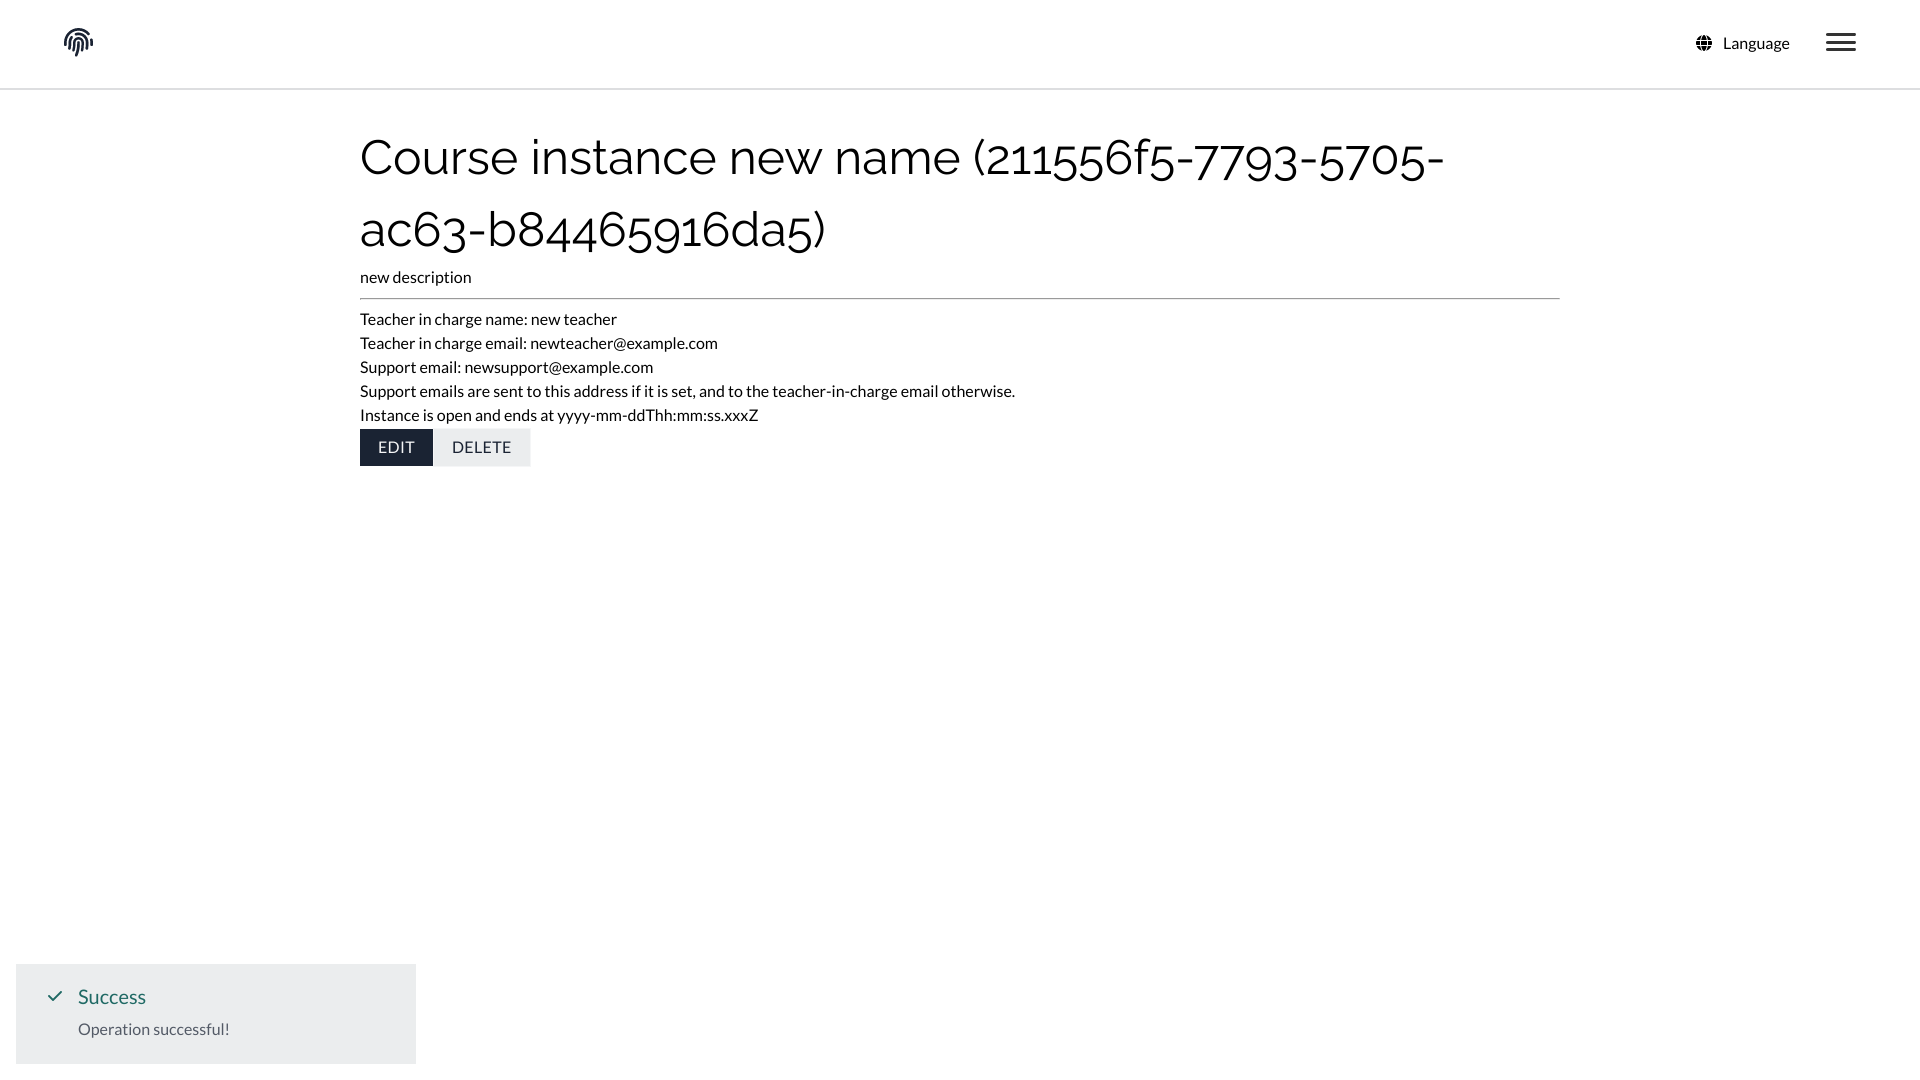 Language
Course instance new name (211556f5-7793-5705-
ac63-b84465916da5)
new description
Teacher in charge name: new teacher
Teacher in charge email: newteacher@example.com
Support email: newsupport@example.com
Support emails are sent to this address if it is set, and to the teacher-in-charge email otherwise.
Instance is open and ends at yyyy-mm-ddThh:mm:ss.xxxZ
EDIT DELETE
Success
Operation successful!